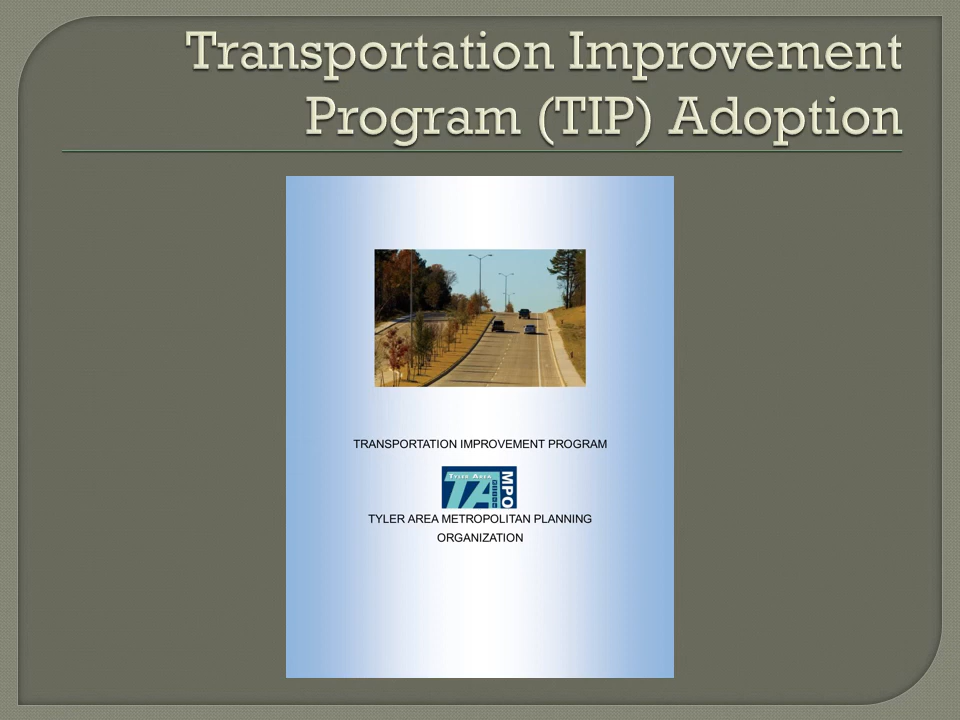 Transportation Improvement
Program (TIP) Adoption
TRANSPORTATION IMPROVEMENT PROGRAM
TYLER AREA
TA
MPO
TYLER AREA METROPOLITAN PLANNING
ORGANIZATION